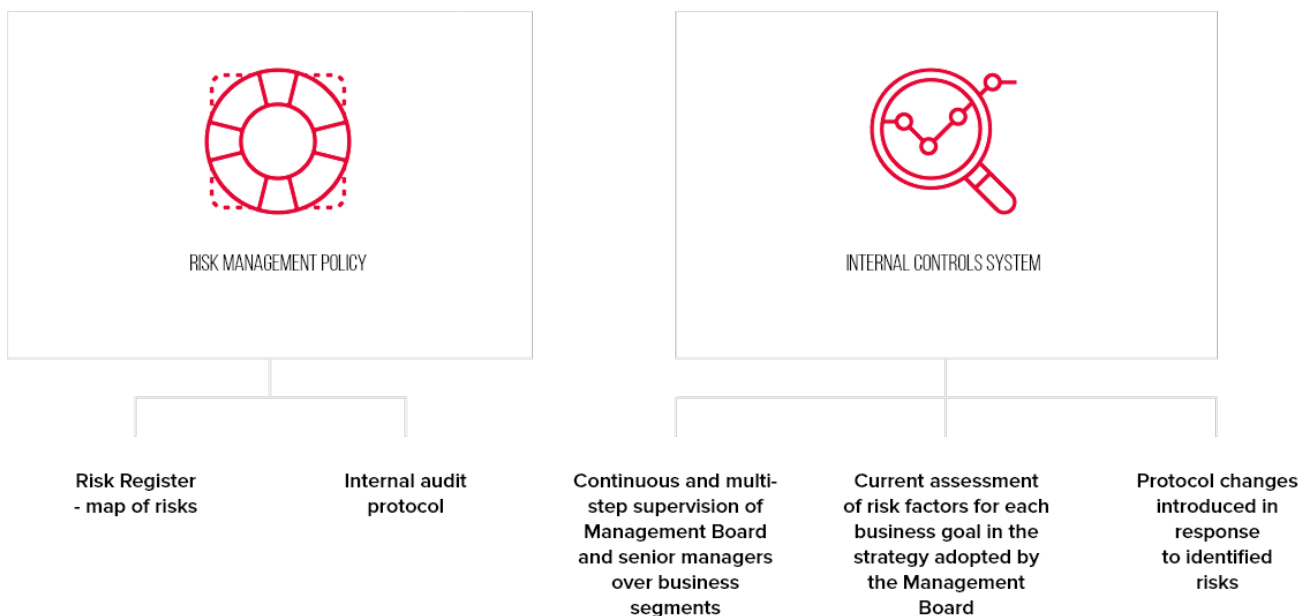 RISK MANAGEMENT POLICY
INTERNAL CONTROLS SYSTEM
Risk Register
- map of risks
Internal audit
protocol
Continuous and multi-
step supervision of
Management Board
and senior managers
over business
segments
Current assessment
of risk factors for each
business goal in the
strategy adopted by
the Management
Board
Protocol changes
introduced in
response
to identified
risks